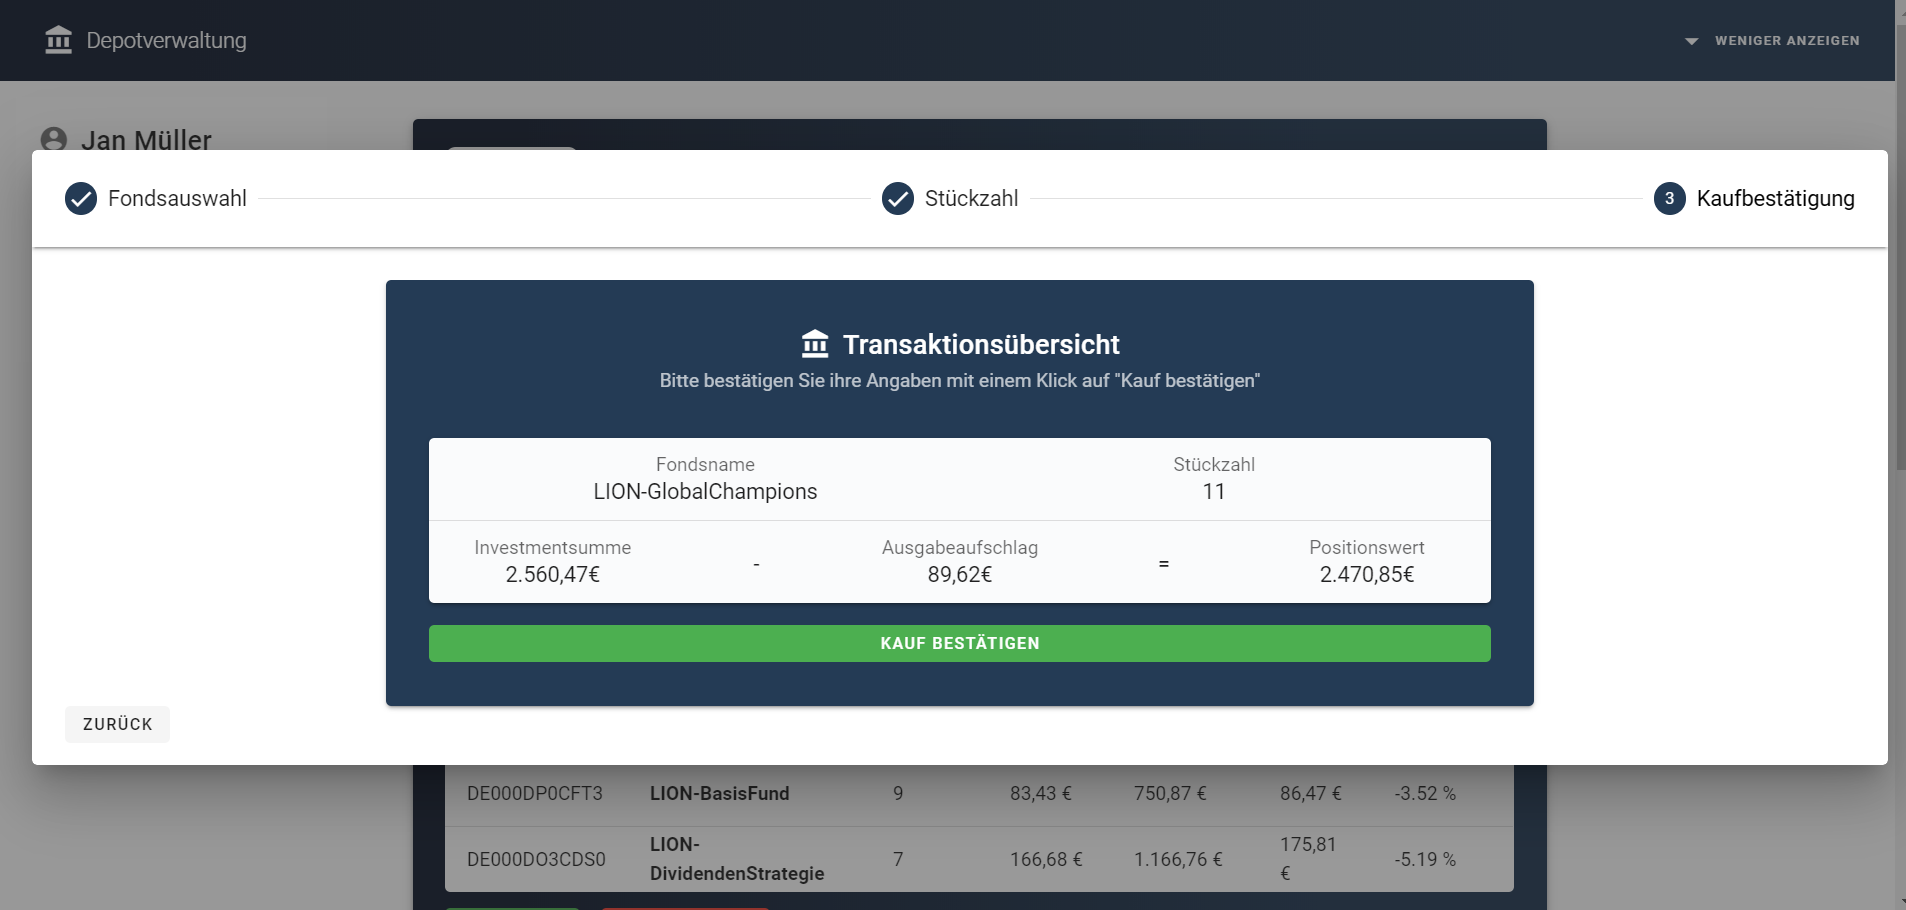 Depotverwaltung
WENIGER ANZEIGEN
Jan Müller
Fondsauswahl
Stückzahl
3 Kaufbestätigung
Transaktionsübersicht
Bitte bestätigen Sie ihre Angaben mit einem Klick auf "Kauf bestätigen"
Fondsname
LION-GlobalChampions
Stückzahl
11
Investmentsumme
2.560,47€
-
Ausgabeaufschlag
89,62€
=
Positionswert
2.470,85€
KAUF BESTÄTIGEN
ZURÜCK
DE000DP0CFT3 LION-BasisFund 9 83,43 € 750,87 € 86,47 € -3.52 %
DE000DO3CDS0 LION-
DividendenStrategie 7 166,68 € 1.166,76 € 175,81
€ -5.19 %